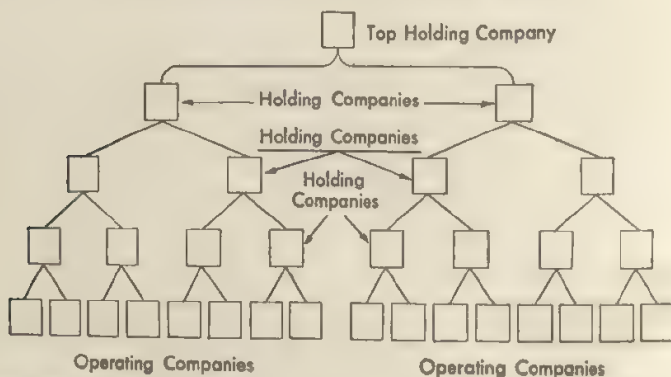 Top Holding Company
Holding Companies
Holding Companies
Holding
Companies
Operating Companies
Operating Companies